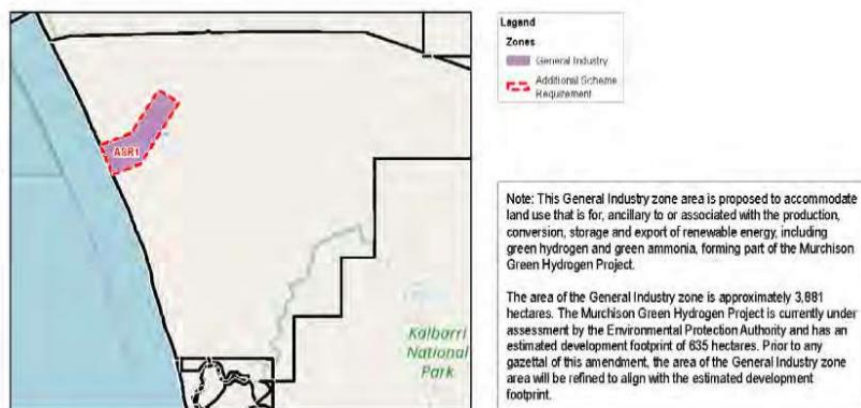 ASR1
Kalbarri
National
Park
Legend
Zones
General Industry
Additional Scheme
Requirement
Note: This General Industry zone area is proposed to accommodate
land use that is for, ancillary to or associated with the production,
conversion, storage and export of renewable energy, including
green hydrogen and green ammonia, forming part of the Murchison
Green Hydrogen Project.
The area of the General Industry zone is approximately 3,881
hectares. The Murchison Green Hydrogen Project is currently under
assessment by the Environmental Protection Authority and has an
estimated development footprint of 635 hectares. Prior to any
gazettal of this amendment, the area of the General Industry zone
area will be refined to align with the estimated development
footprint.